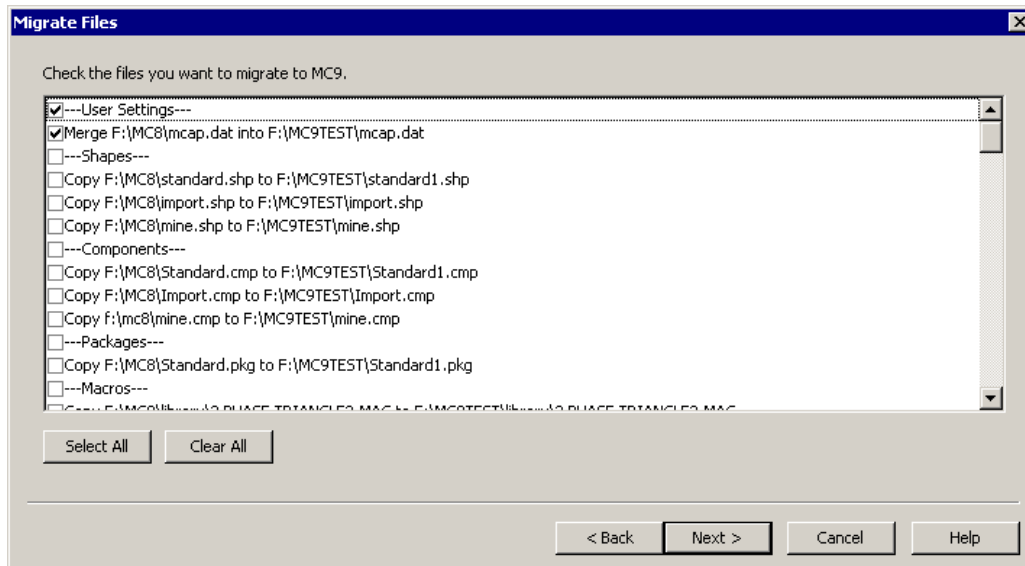 Migrate Files
Check the files you want to migrate to MC9.
---User Settings---
Merge F:\MC8\mcap.dat into F:\MC9TEST\mcap.dat
---Shapes---
Copy F:\MC8\standard.shp to F:\MC9TEST\standard1.shp
Copy F:\MC8\import.shp to F:\MC9TEST\import.shp
Copy F:\MC8\mine.shp to F:\MC9TEST\mine.shp
---Components---
Copy F:\MC8\Standard.cmp to F:\MC9TEST\Standard1.cmp
Copy F:\MC8\Import.cmp to F:\MC9TEST\Import.cmp
Copy f:\mc8\mine.cmp to F:\MC9TEST\mine.cmp
---Packages---
Copy F:\MC8\Standard.pkg to F:\MC9TEST\Standard1.pkg
---Macros---
Select All Clear All
< Back Next > Cancel Help